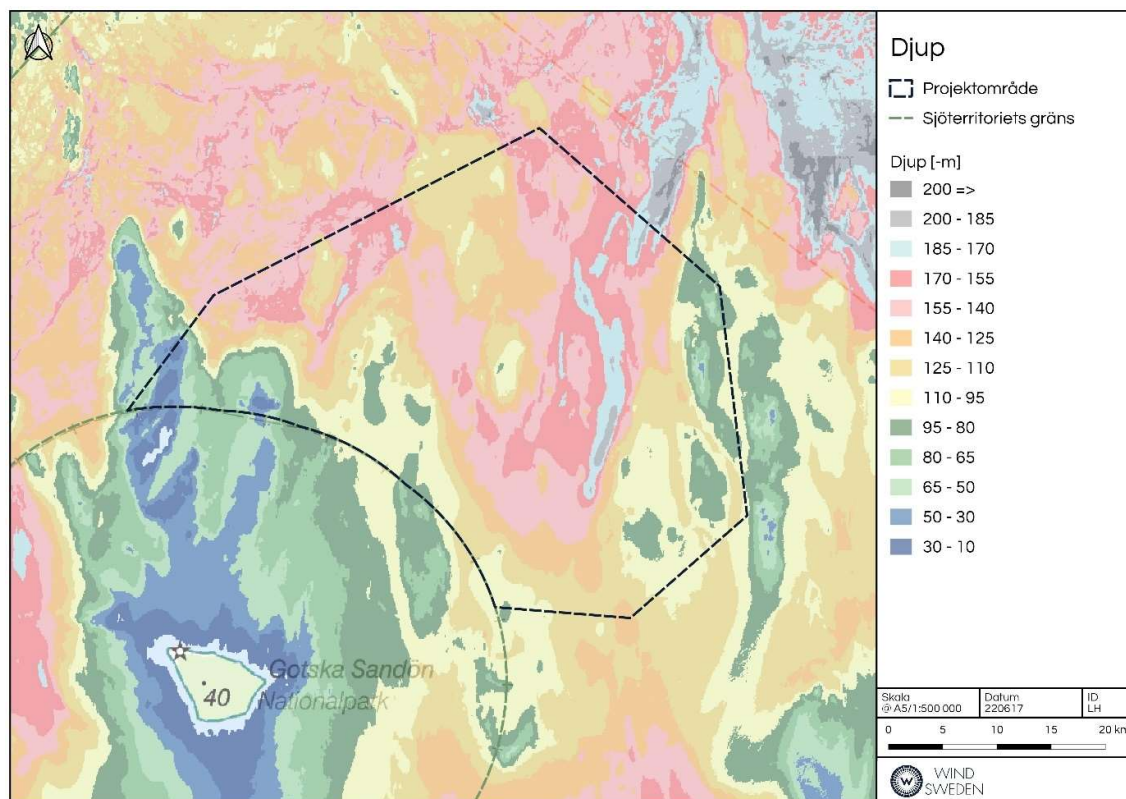 Djup
Projektområde
Sjöterritoriets gräns
Djup [-m]
200 =>
200 - 185
185 - 170
170 - 155
155 - 140
140 - 125
125 - 110
110 - 95
95 - 80
80 - 65
65 - 50
50 - 30
30 - 10
Gotska Sandön
Nationalpark
40
Skala
@ A5/1:500 000
Datum
220617
ID
LH
0 5 10 15 20 km
W
WIND
SWEDEN